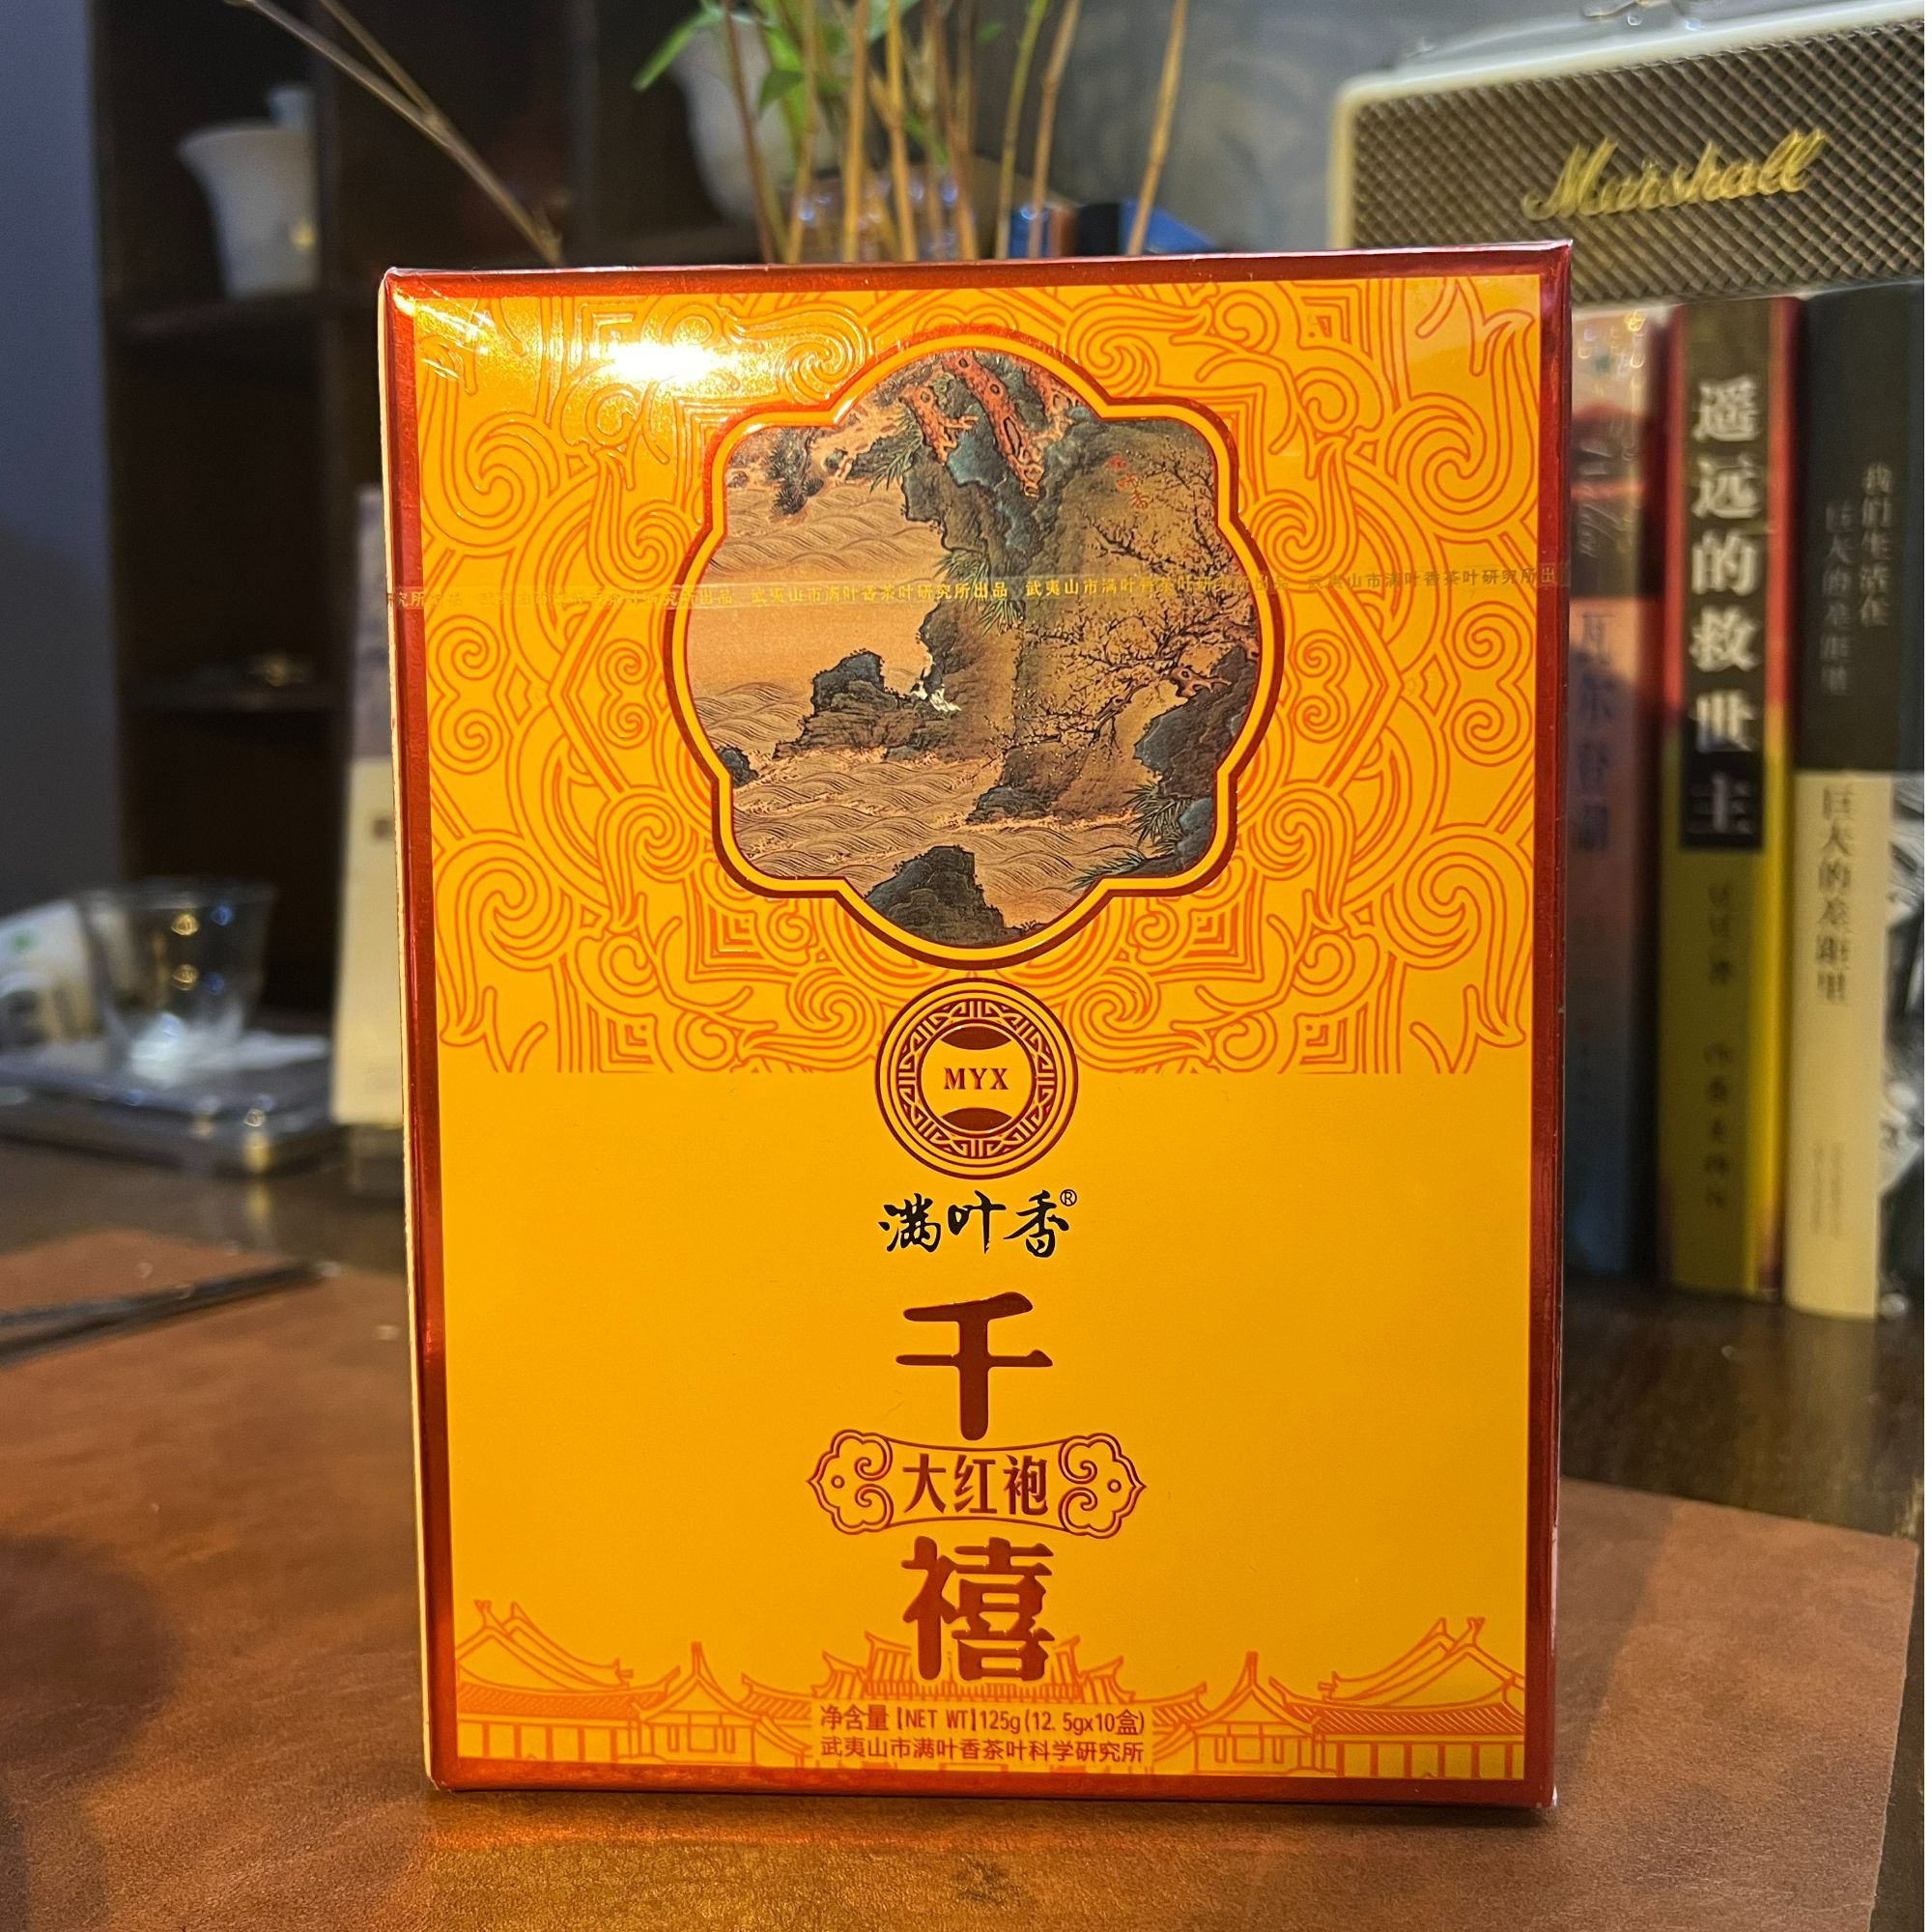 Marshall
武夷山市满叶香茶叶研究所出品 武夷山市满叶香茶叶研究所出品 武夷山市满叶香茶叶研究所出
MYX
满叶香®
千
大红袍
禧
净含量【NET WT】125g(12.5gx10盒)
武夷山市满叶香茶叶科学研究所
瓦尔登湖
遥远的救世主
我们生活在
巨大的差距里
巨大的差距里